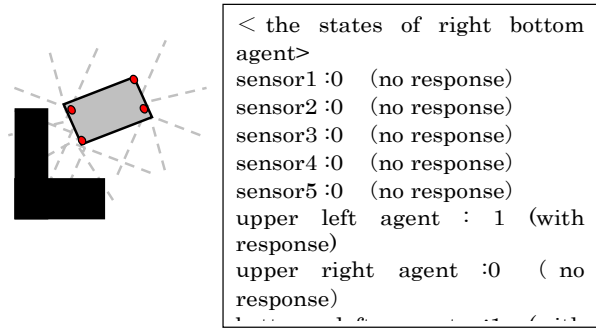 < the states of right bottom
agent>
sensor1 :0 (no response)
sensor2 :0 (no response)
sensor3 :0 (no response)
sensor4 :0 (no response)
sensor5 :0 (no response)
upper left agent : 1 (with
response)
upper right agent :0 ( no
response)